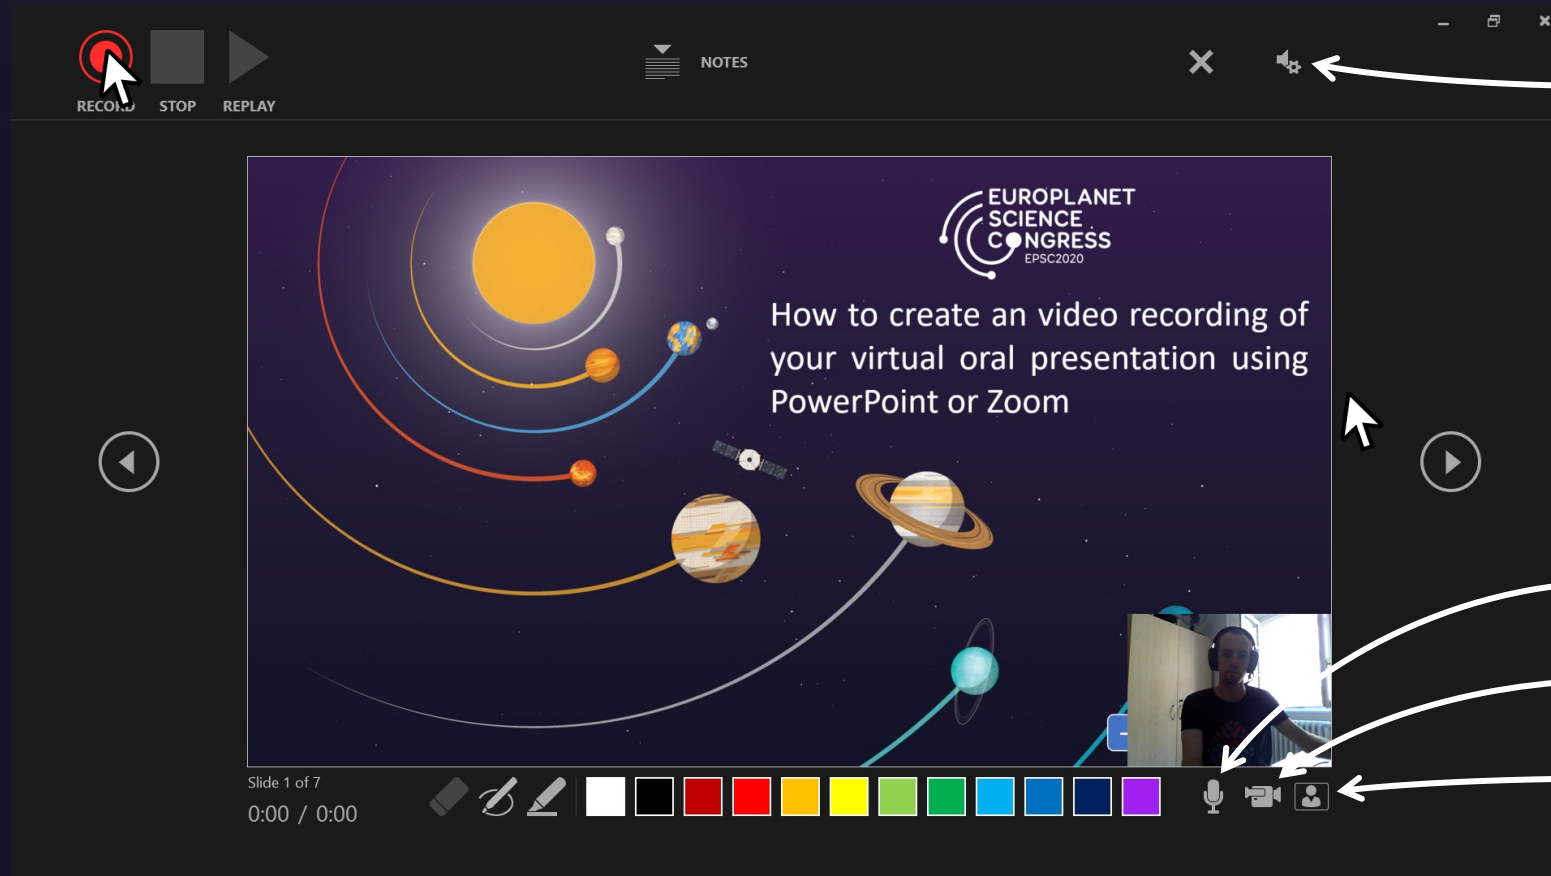 NOTES
RECORD
STOP
REPLAY
EUROPLANET
SCIENCE
CONGRESS
EPSC2020
How to create an video recording of
your virtual oral presentation using
PowerPoint or Zoom
Slide 1 of 7
0:00 / 0:00